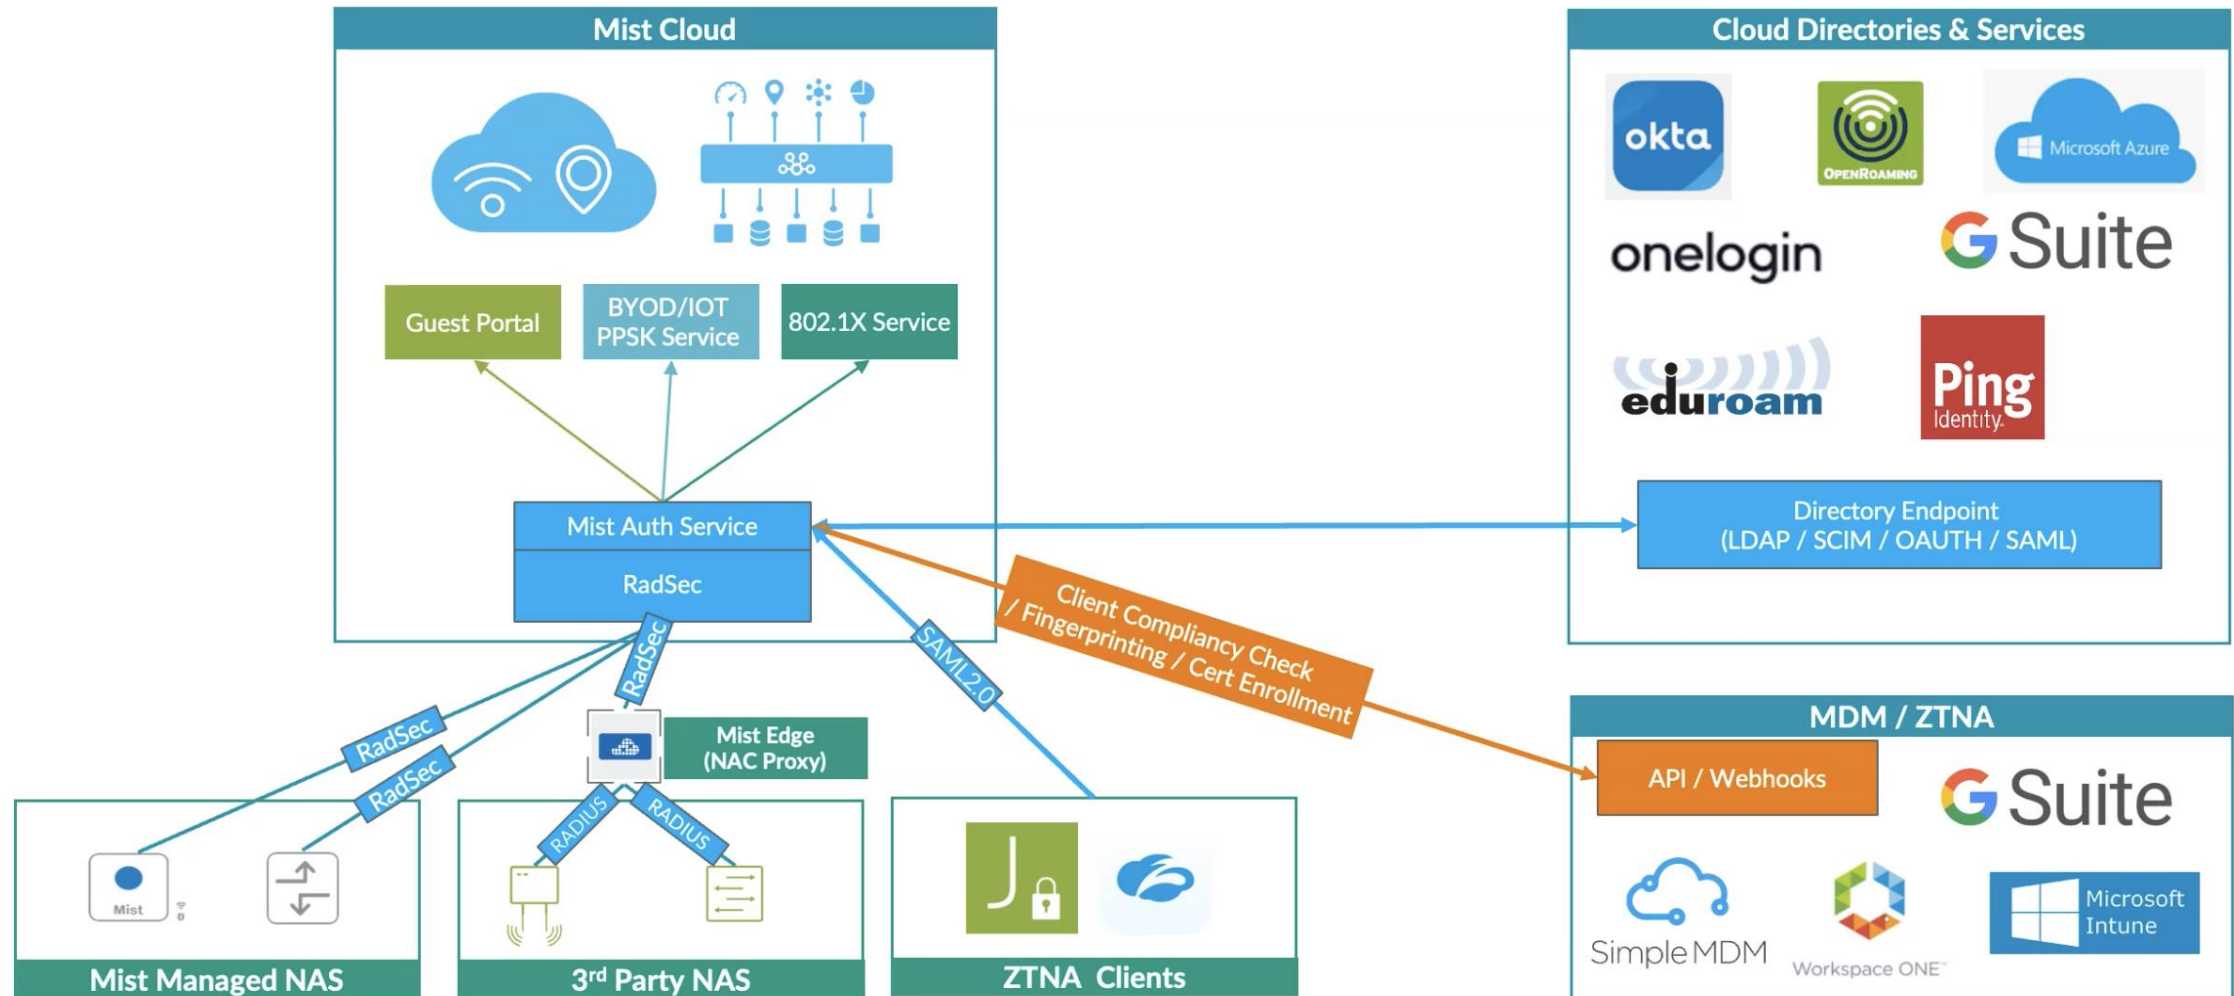 Mist Cloud
Guest Portal
BYOD/IOT
PPSK Service
802.1X Service
Mist Auth Service
RadSec
RadSec
RadSec
RadSec
Mist Edge
(NAC Proxy)
RADIUS
RADIUS
SAML2.0
Client Compliancy Check
/ Fingerprinting / Cert Enrollment
Mist
Mist Managed NAS
3rd Party NAS
J
ZTNA Clients
Cloud Directories & Services
okta
OPENROAMING
Microsoft Azure
onelogin
G Suite
eduroam
Ping
Identity.
Directory Endpoint
(LDAP / SCIM / OAUTH / SAML)
MDM / ZTNA
API / Webhooks
G Suite
SimpleMDM
Workspace ONE™
Microsoft
Intune